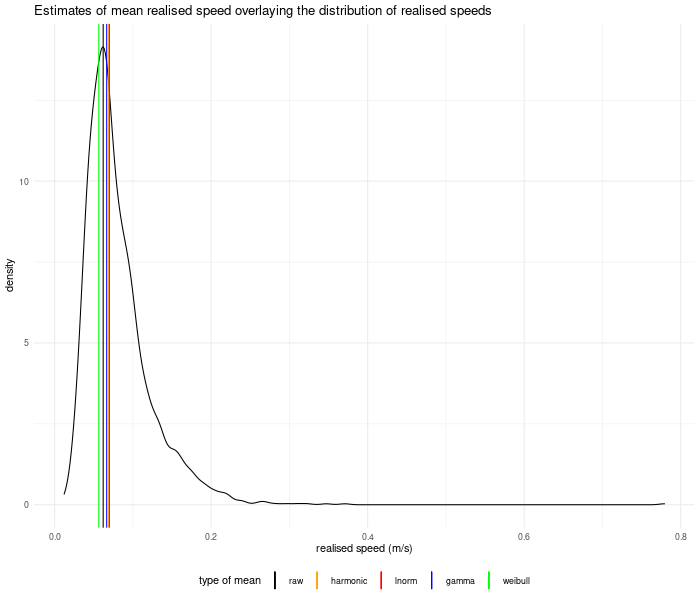 Estimates of mean realised speed overlaying the distribution of realised speeds
10
5
0
density
0.0 0.2 0.4 0.6 0.8
realised speed (m/s)
type of mean raw harmonic lnorm gamma weibull